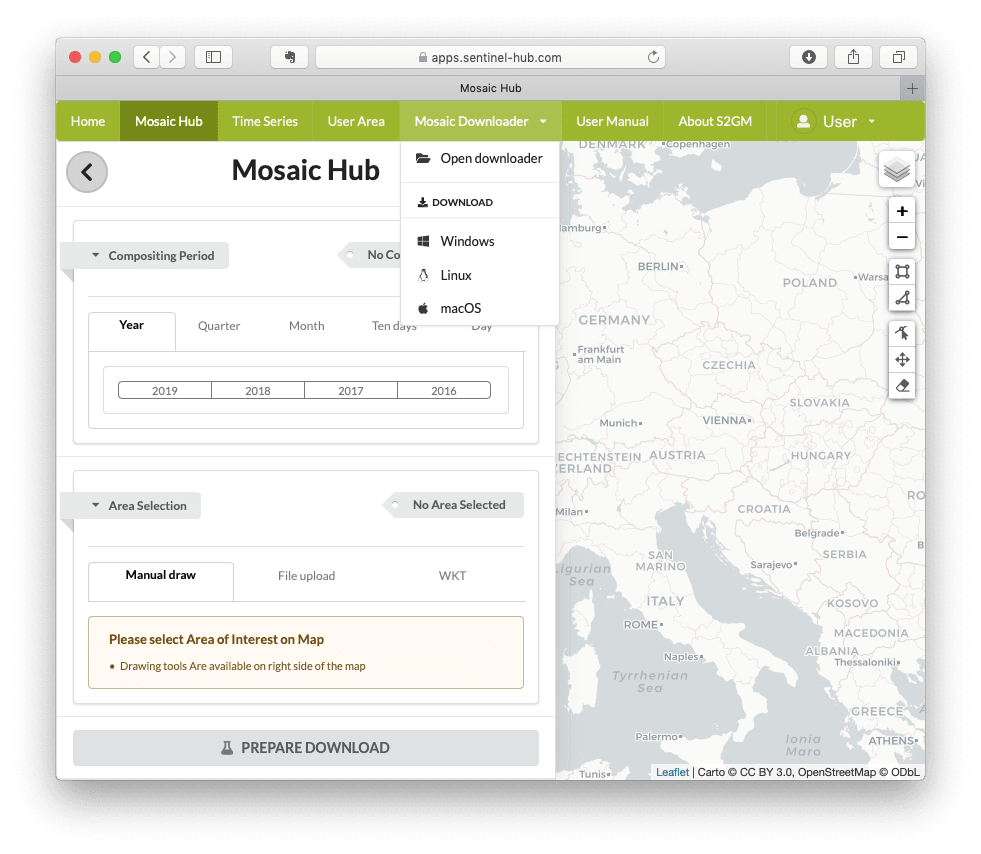 apps.sentinel-hub.com
Mosaic Hub
Home
Mosaic Hub
Time Series
User Area
Mosaic Downloader
User Manual
About S2GM
User
Mosaic Hub
Open downloader
DOWNLOAD
Windows
Linux
macOS
Compositing Period
No Co
Year
Quarter
Month
Ten days
Day
2019
2018
2017
2016
Area Selection
No Area Selected
Manual draw
File upload
WKT
Please select Area of Interest on Map
• Drawing tools Are available on right side of the map
PREPARE DOWNLOAD
DENMARK
Copenhagen
amburg
BERLIN
POLAND
Warsa
GERMANY
Frankfurt
am Main
CZECHIA
SLOVAKIA
Munich
VIENNA
ECHTENSTEIN
AUSTRIA
HUNGARY
ZERLAND
RO
Milan
CROATIA
Belgrade
SAN
MARINO
SERBIA
Sarajevo
Ligurian
Sea
ITALY
KOSOVO
ROME
MACEDONIA
ALBANIA
Thessaloniki
Naples
Tyrrhenian
Sea
GREECE
Palermo
Ionia
Maro
ATHENS
Tunis
+
−
Leaflet | Carto © CC BY 3.0, OpenStreetMap © ODbL